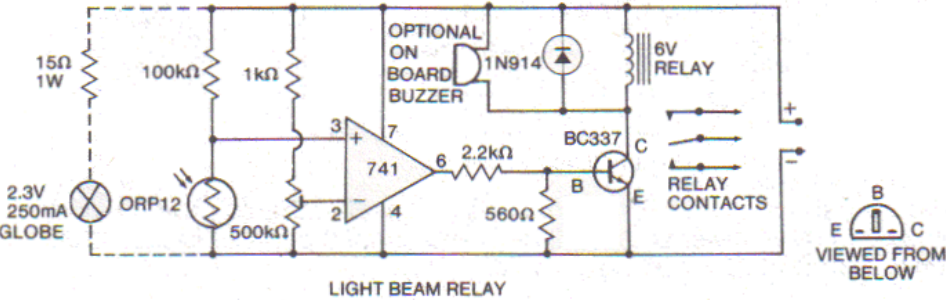 15Ω
1W
100kΩ
1kΩ
OPTIONAL
ON
BOARD
BUZZER
1N914
6V
RELAY
+
−
3
+
7
741
6
2
−
4
2.2kΩ
560Ω
BC337
B
C
E
RELAY
CONTACTS
2.3V
250mA
GLOBE
ORP12
500kΩ
B
E
C
VIEWED FROM
BELOW
LIGHT BEAM RELAY